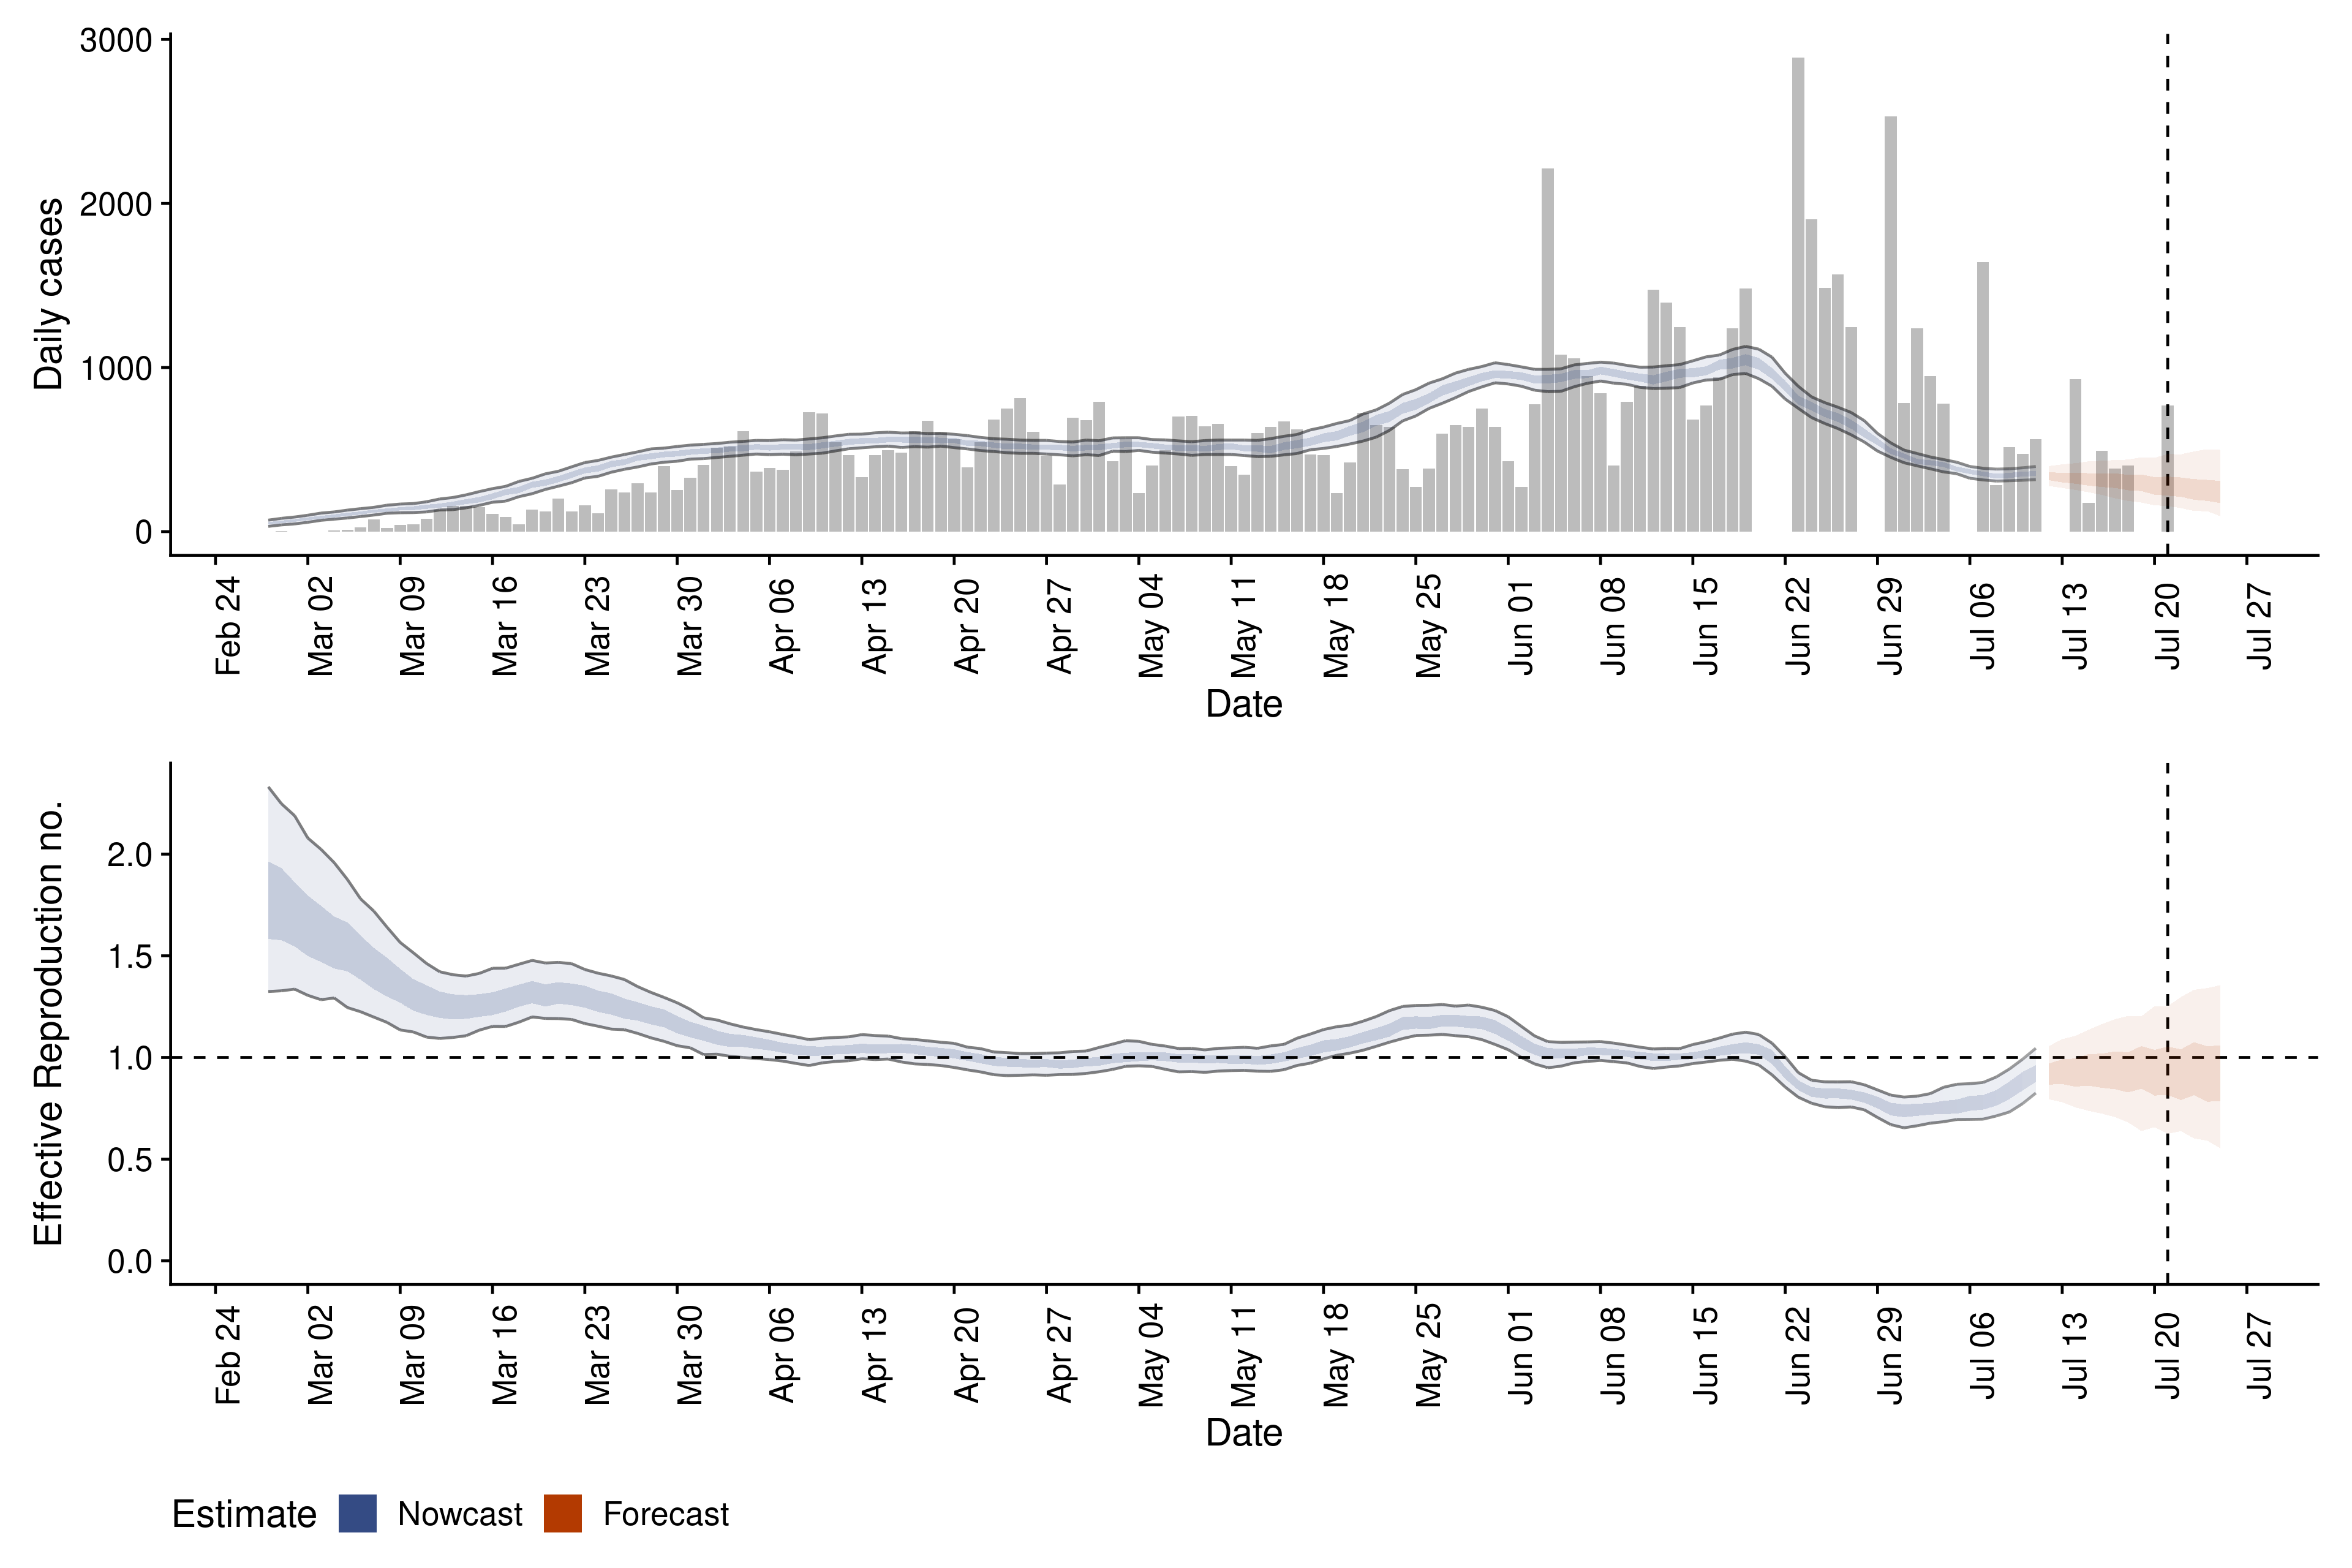 Daily cases
3000
2000
1000
0
Feb 24 Mar 02 Mar 09 Mar 16 Mar 23 Mar 30 Apr 06 Apr 13 Apr 20 Apr 27 May 04 May 11 May 18 May 25 Jun 01 Jun 08 Jun 15 Jun 22 Jun 29 Jul 06 Jul 13 Jul 20 Jul 27
Date
Effective Reproduction no.
2.0
1.5
1.0
0.5
0.0
Feb 24 Mar 02 Mar 09 Mar 16 Mar 23 Mar 30 Apr 06 Apr 13 Apr 20 Apr 27 May 04 May 11 May 18 May 25 Jun 01 Jun 08 Jun 15 Jun 22 Jun 29 Jul 06 Jul 13 Jul 20 Jul 27
Date
Estimate Nowcast Forecast